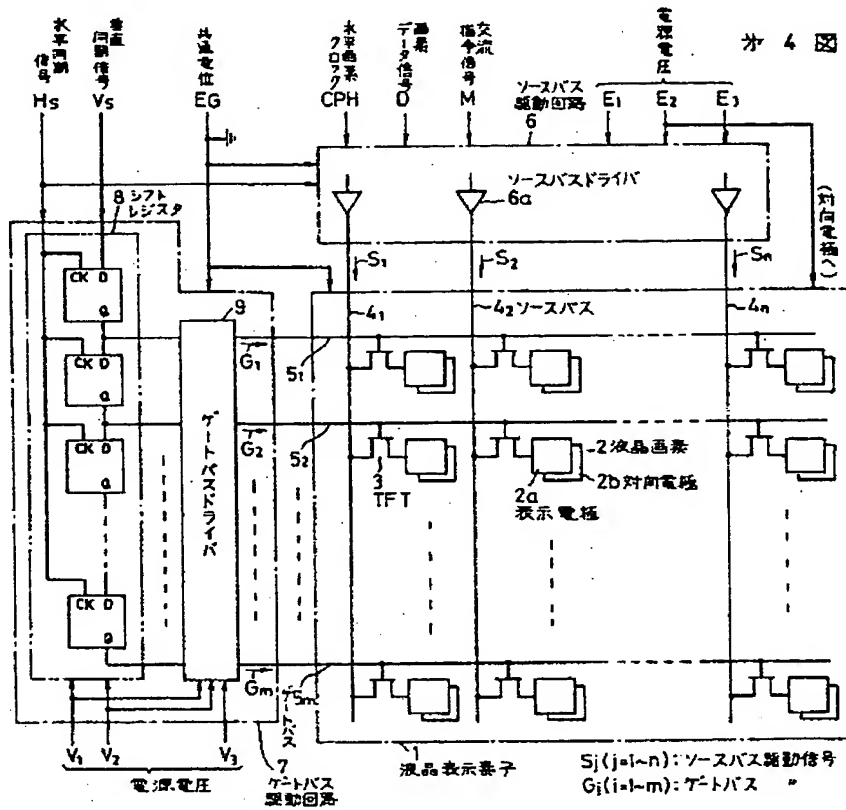 オ 4 図
水平同期信号
Hs
垂直同期信号
Vs
共通電位
EG
水平画素クロック
CPH
画素データ信号
D
交流指令信号
M
ソースバス駆動回路
6
電源電圧
E1 E2 E3
(対向電極へ)
ソースバスドライバ
6a
8 シフトレジスタ
CK D
Q
CK D
Q
CK D
Q
CK D
Q
9
ゲートバスドライバ
S1 S2 Sn
41
42 ソースバス
4n
G1
51
G2
52
3
TFT
2 液晶画素
2a
表示電極
2b 対向電極
Gm
5m
ゲートバス
V1 V2 V3
電源電圧
7
ゲートバス駆動回路
1
液晶表示素子
Sj(j=1~n):ソースバス駆動信号
Gi(i=1~m):ゲートバス 〃